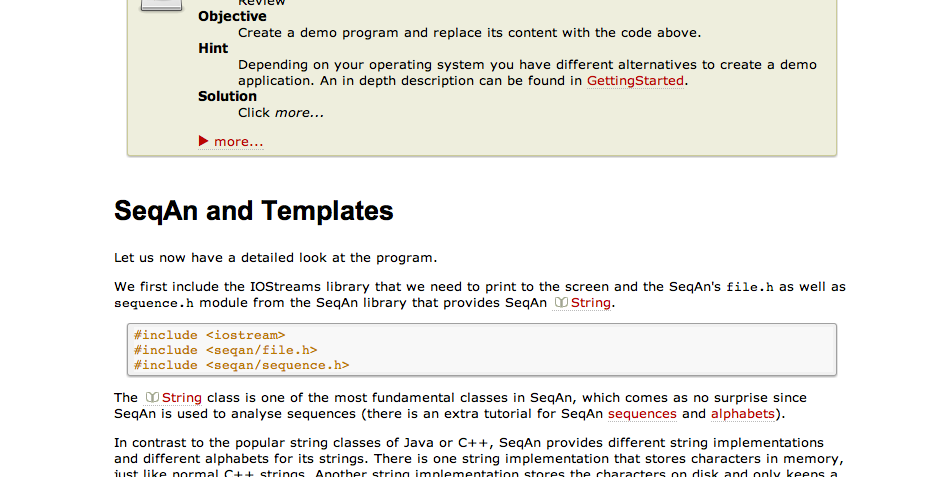 Review
Objective
Create a demo program and replace its content with the code above.
Hint
Depending on your operating system you have different alternatives to create a demo
application. An in depth description can be found in GettingStarted.
Solution
Click more...
more...
SeqAn and Templates
Let us now have a detailed look at the program.
We first include the IOStreams library that we need to print to the screen and the SeqAn's file.h as well as
sequence.h module from the SeqAn library that provides SeqAn String.
#include <iostream>
#include <seqan/file.h>
#include <seqan/sequence.h>
The String class is one of the most fundamental classes in SeqAn, which comes as no surprise since
SeqAn is used to analyse sequences (there is an extra tutorial for SeqAn sequences and alphabets).
In contrast to the popular string classes of Java or C++, SeqAn provides different string implementations
and different alphabets for its strings. There is one string implementation that stores characters in memory,
just like normal C++ strings. Another string implementation stores the characters on disk and only keeps a